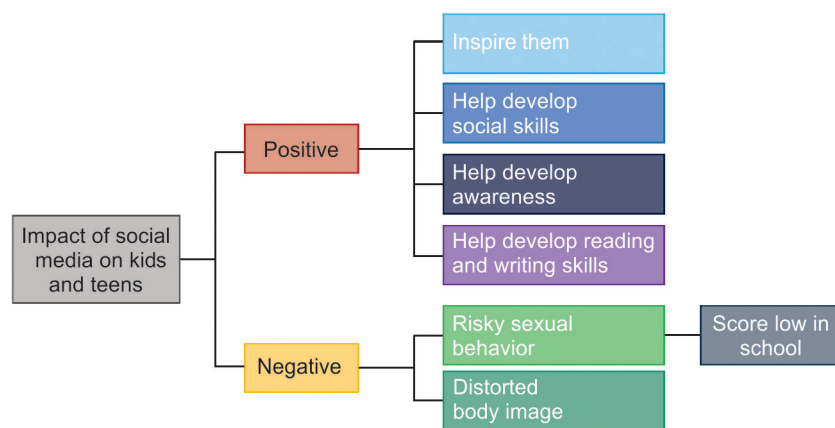 Inspire them
Help develop
social skills
Positive
Help develop
awareness
Impact of social
media on kids
and teens
Help develop reading
and writing skills
Risky sexual
behavior
Score low in
school
Negative
Distorted
body image